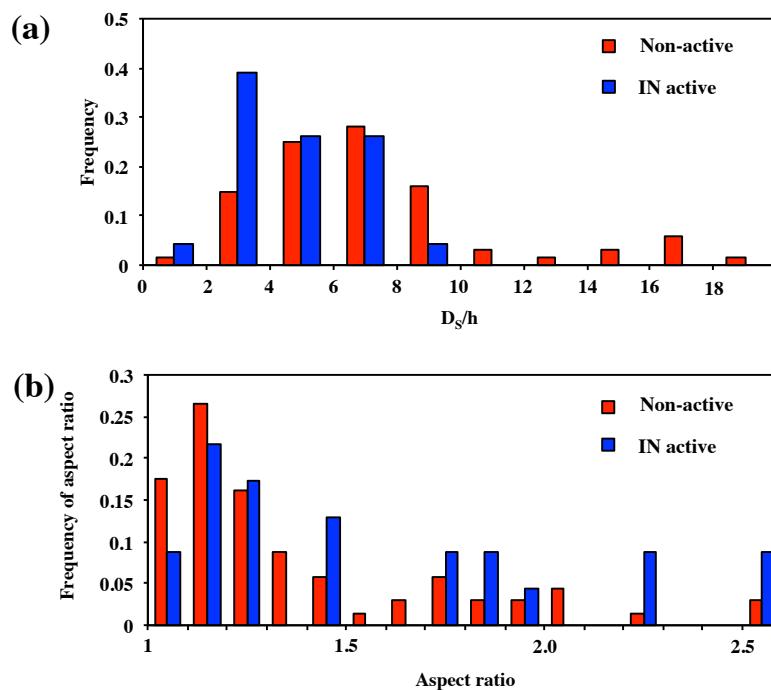 (a)
Frequency
0.5
0.4
0.3
0.2
0.1
0
Non-active
IN active
0 2 4 6 8 10 12 14 16 18
D_S/h
(b)
Frequency of aspect ratio
0.3
0.25
0.2
0.15
0.1
0.05
0
Non-active
IN active
1 1.5 2.0 2.5
Aspect ratio